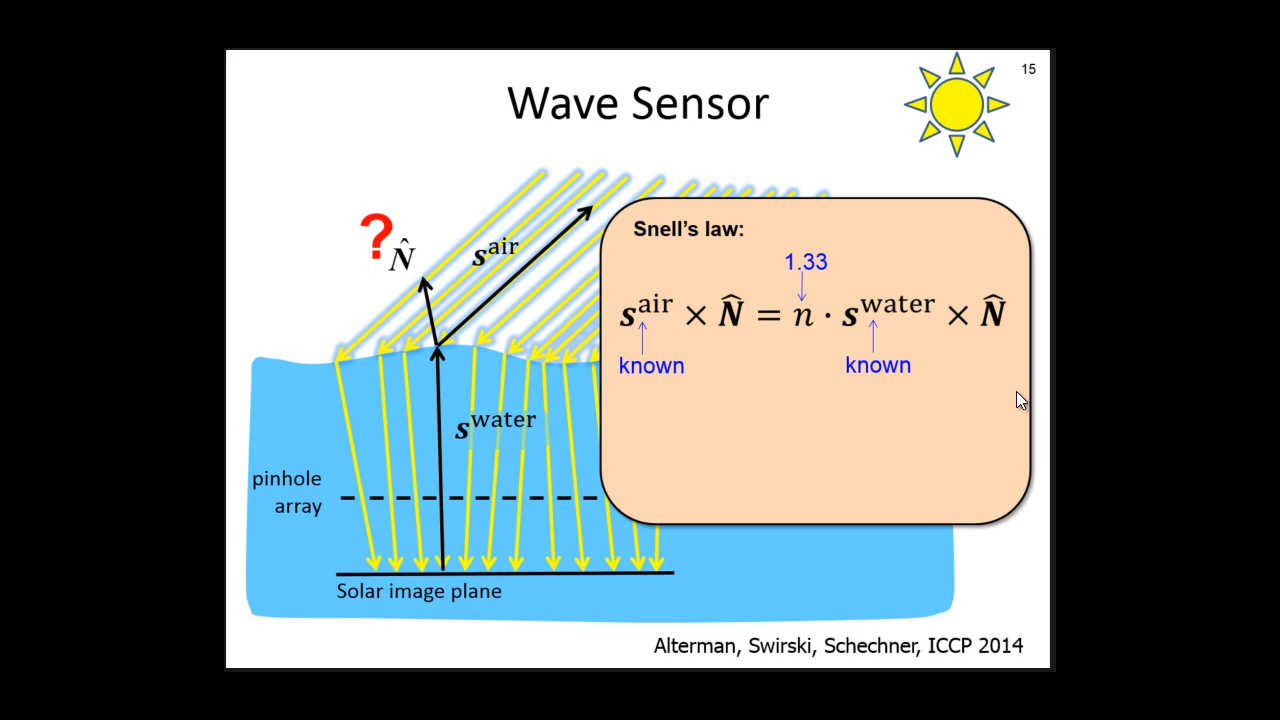 15
Wave Sensor
? N̂
s^air
Snell's law:
1.33
s^air × N̂ = n · s^water × N̂
known known
s^water
pinhole
array
Solar image plane
Alterman, Swirski, Schechner, ICCP 2014